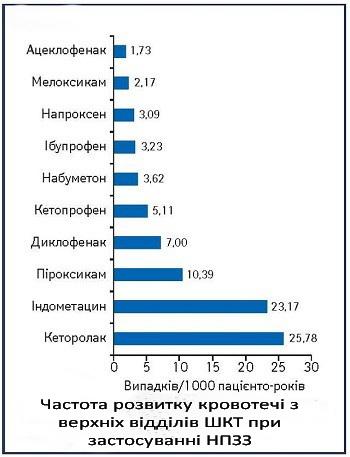 Ацеклофенак 1,73
Мелоксикам 2,17
Напроксен 3,09
Ібупрофен 3,23
Набуметон 3,62
Кетопрофен 5,11
Диклофенак 7,00
Піроксикам 10,39
Індометацин 23,17
Кеторолак 25,78
0 5 10 15 20 25 30
Випадків/1000 пацієнто-років
Частота розвитку кровотечі з
верхніх відділів ШКТ при
застосуванні НПЗЗ